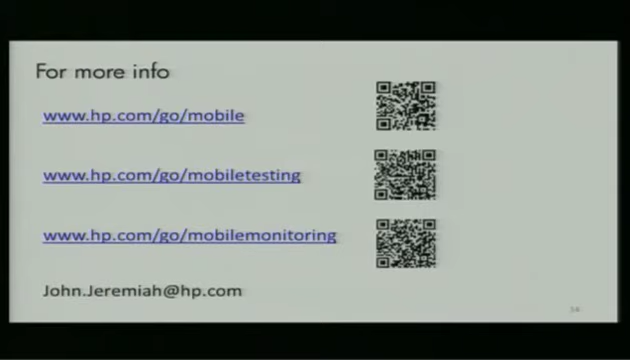 For more info
www.hp.com/go/mobile
www.hp.com/go/mobiletesting
www.hp.com/go/mobilemonitoring
John.Jeremiah@hp.com